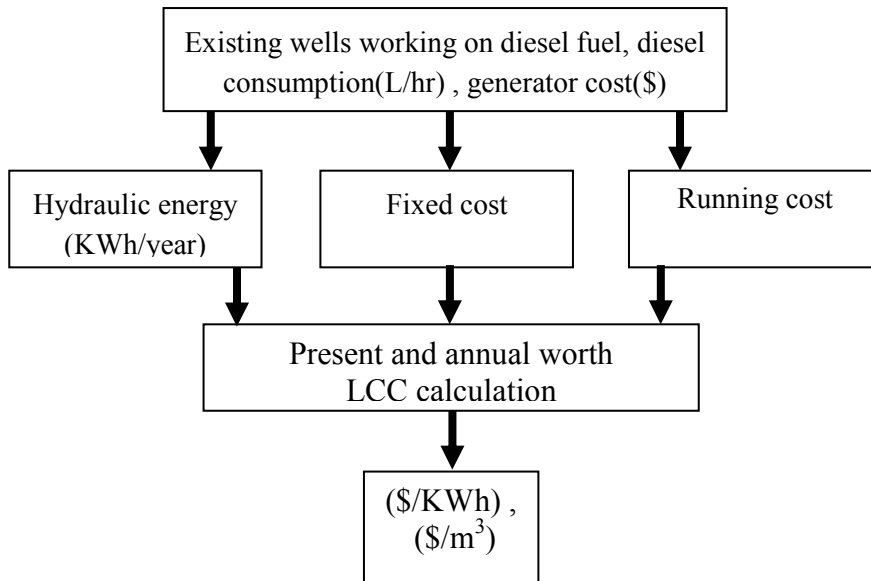 Existing wells working on diesel fuel, diesel
consumption(L/hr) , generator cost($)
Hydraulic energy
(KWh/year)
Fixed cost
Running cost
Present and annual worth
LCC calculation
($/KWh) ,
($/m³)